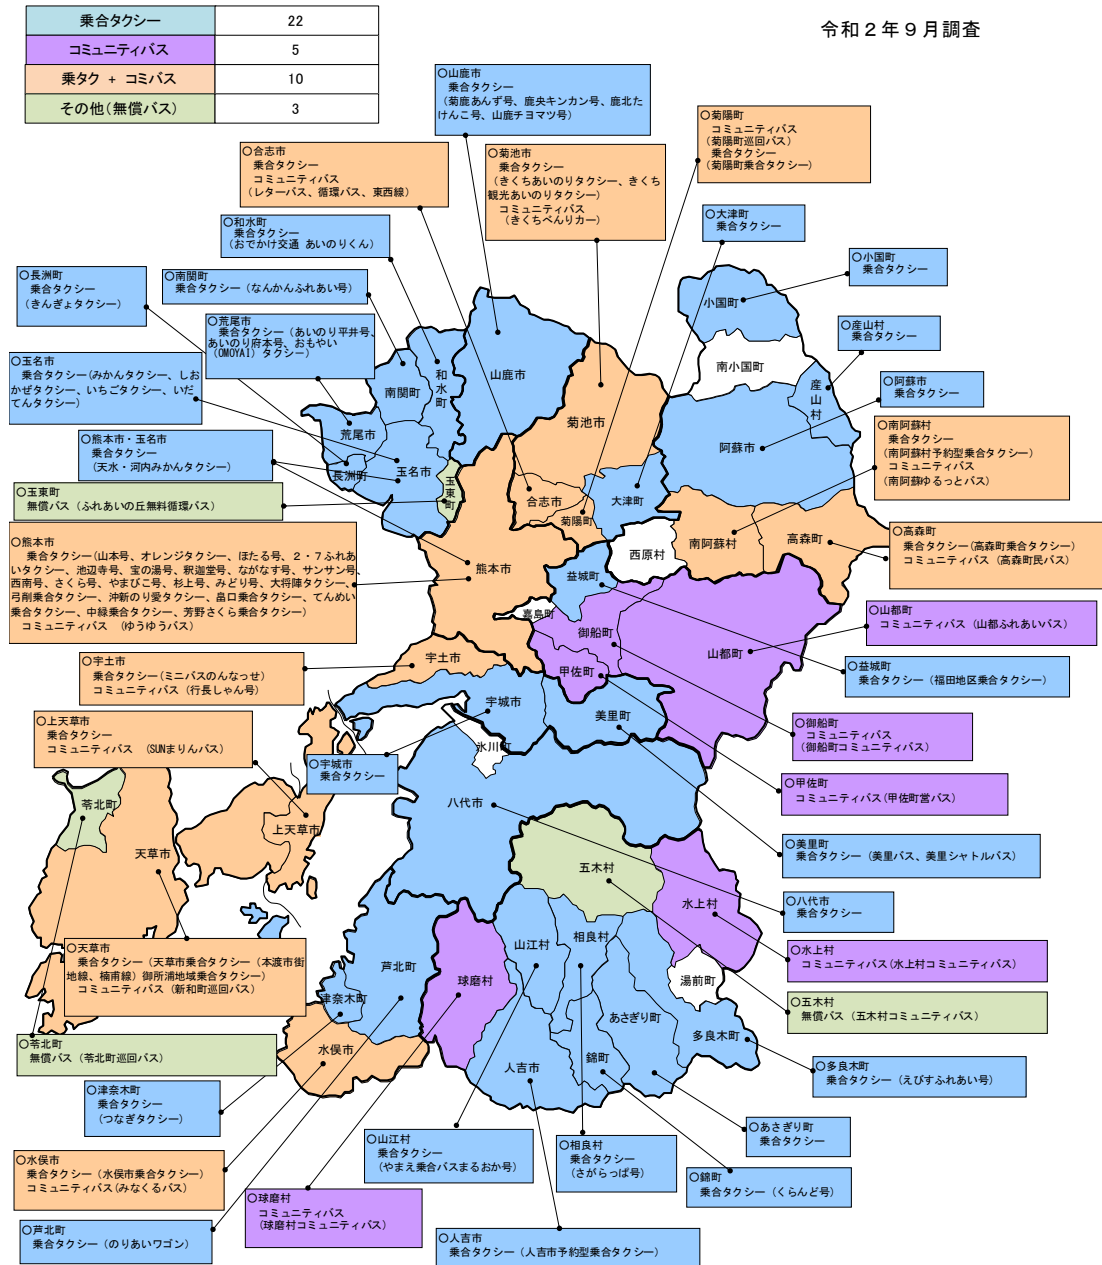 乗合タクシー 22
コミュニティバス 5
乗タク + コミバス 10
その他(無償バス) 3
令和2年9月調査
○山鹿市
乗合タクシー
(菊鹿あんず号、鹿央キンカン号、鹿北た
けんこ号、山鹿チヨマツ号)
○菊陽町
コミュニティバス
(菊陽町巡回バス)
乗合タクシー
(菊陽町乗合タクシー)
○合志市
乗合タクシー
コミュニティバス
(レターバス、循環バス、東西線)
○菊池市
乗合タクシー
(きくちあいのりタクシー、きくち
観光あいのりタクシー)
コミュニティバス
(きくちべんりカー)
○大津町
乗合タクシー
○和水町
乗合タクシー
(おでかけ交通 あいのりくん)
○小国町
乗合タクシー
○長洲町
乗合タクシー
(きんぎょタクシー)
○南関町
乗合タクシー(なんかんふれあい号)
○荒尾市
乗合タクシー(あいのり平井号、
あいのり府本号、おもやい
(OMOYAI)タクシー)
○産山村
乗合タクシー
○玉名市
乗合タクシー(みかんタクシー、しお
かぜタクシー、いちごタクシー、いだ
てんタクシー)
○阿蘇市
乗合タクシー
○熊本市・玉名市
乗合タクシー
(天水・河内みかんタクシー)
○南阿蘇村
乗合タクシー
(南阿蘇村予約型乗合タクシー)
コミュニティバス
(南阿蘇ゆるっとバス)
○玉東町
無償バス(ふれあいの丘無料循環バス)
○熊本市
乗合タクシー(山本号、オレンジタクシー、ほたる号、2・7ふれあ
いタクシー、池辺寺号、宝の湯号、釈迦堂号、ながなす号、サンサン号、
西南号、さくら号、やまびこ号、杉上号、みどり号、大将陣タクシー、
弓削乗合タクシー、沖新のり愛タクシー、畠口乗合タクシー、てんめい
乗合タクシー、中緑乗合タクシー、芳野さくら乗合タクシー)
コミュニティバス (ゆうゆうバス)
○高森町
乗合タクシー(高森町乗合タクシー)
コミュニティバス(高森町民バス)
○山都町
コミュニティバス(山都ふれあいバス)
○宇土市
乗合タクシー(ミニバスのんなっせ)
コミュニティバス(行長しゃん号)
○益城町
乗合タクシー(福田地区乗合タクシー)
○上天草市
乗合タクシー
コミュニティバス (SUNまりんバス)
○御船町
コミュニティバス
(御船町コミュニティバス)
○宇城市
乗合タクシー
○甲佐町
コミュニティバス(甲佐町営バス)
○美里町
乗合タクシー(美里バス、美里シャトルバス)
○八代市
乗合タクシー
○天草市
乗合タクシー(天草市乗合タクシー(本渡市街
地線、楠甫線)御所浦地域乗合タクシー)
コミュニティバス(新和町巡回バス)
○水上村
コミュニティバス(水上村コミュニティバス)
○五木村
無償バス(五木村コミュニティバス)
○苓北町
無償バス(苓北町巡回バス)
○多良木町
乗合タクシー(えびすふれあい号)
○津奈木町
乗合タクシー
(つなぎタクシー)
○あさぎり町
乗合タクシー
○山江村
乗合タクシー
(やまえ乗合バスまるおか号)
○相良村
乗合タクシー
(さがらっぱ号)
○水俣市
乗合タクシー(水俣市乗合タクシー)
コミュニティバス(みなくるバス)
○錦町
乗合タクシー(くらんど号)
○球磨村
コミュニティバス
(球磨村コミュニティバス)
○芦北町
乗合タクシー(のりあいワゴン)
○人吉市
乗合タクシー(人吉市予約型乗合タクシー)
小国町
南小国町
産山村
山鹿市
和水町
南関町
菊池市
荒尾市
阿蘇市
長洲町
玉名市
玉東町
合志市
大津町
菊陽町
南阿蘇村
高森町
西原村
熊本市
益城町
嘉島町
御船町
山都町
宇土市
甲佐町
宇城市
美里町
氷川町
八代市
苓北町
上天草市
天草市
五木村
水上村
山江村
相良村
芦北町
球磨村
湯前町
津奈木町
あさぎり町
多良木町
水俣市
人吉市
錦町